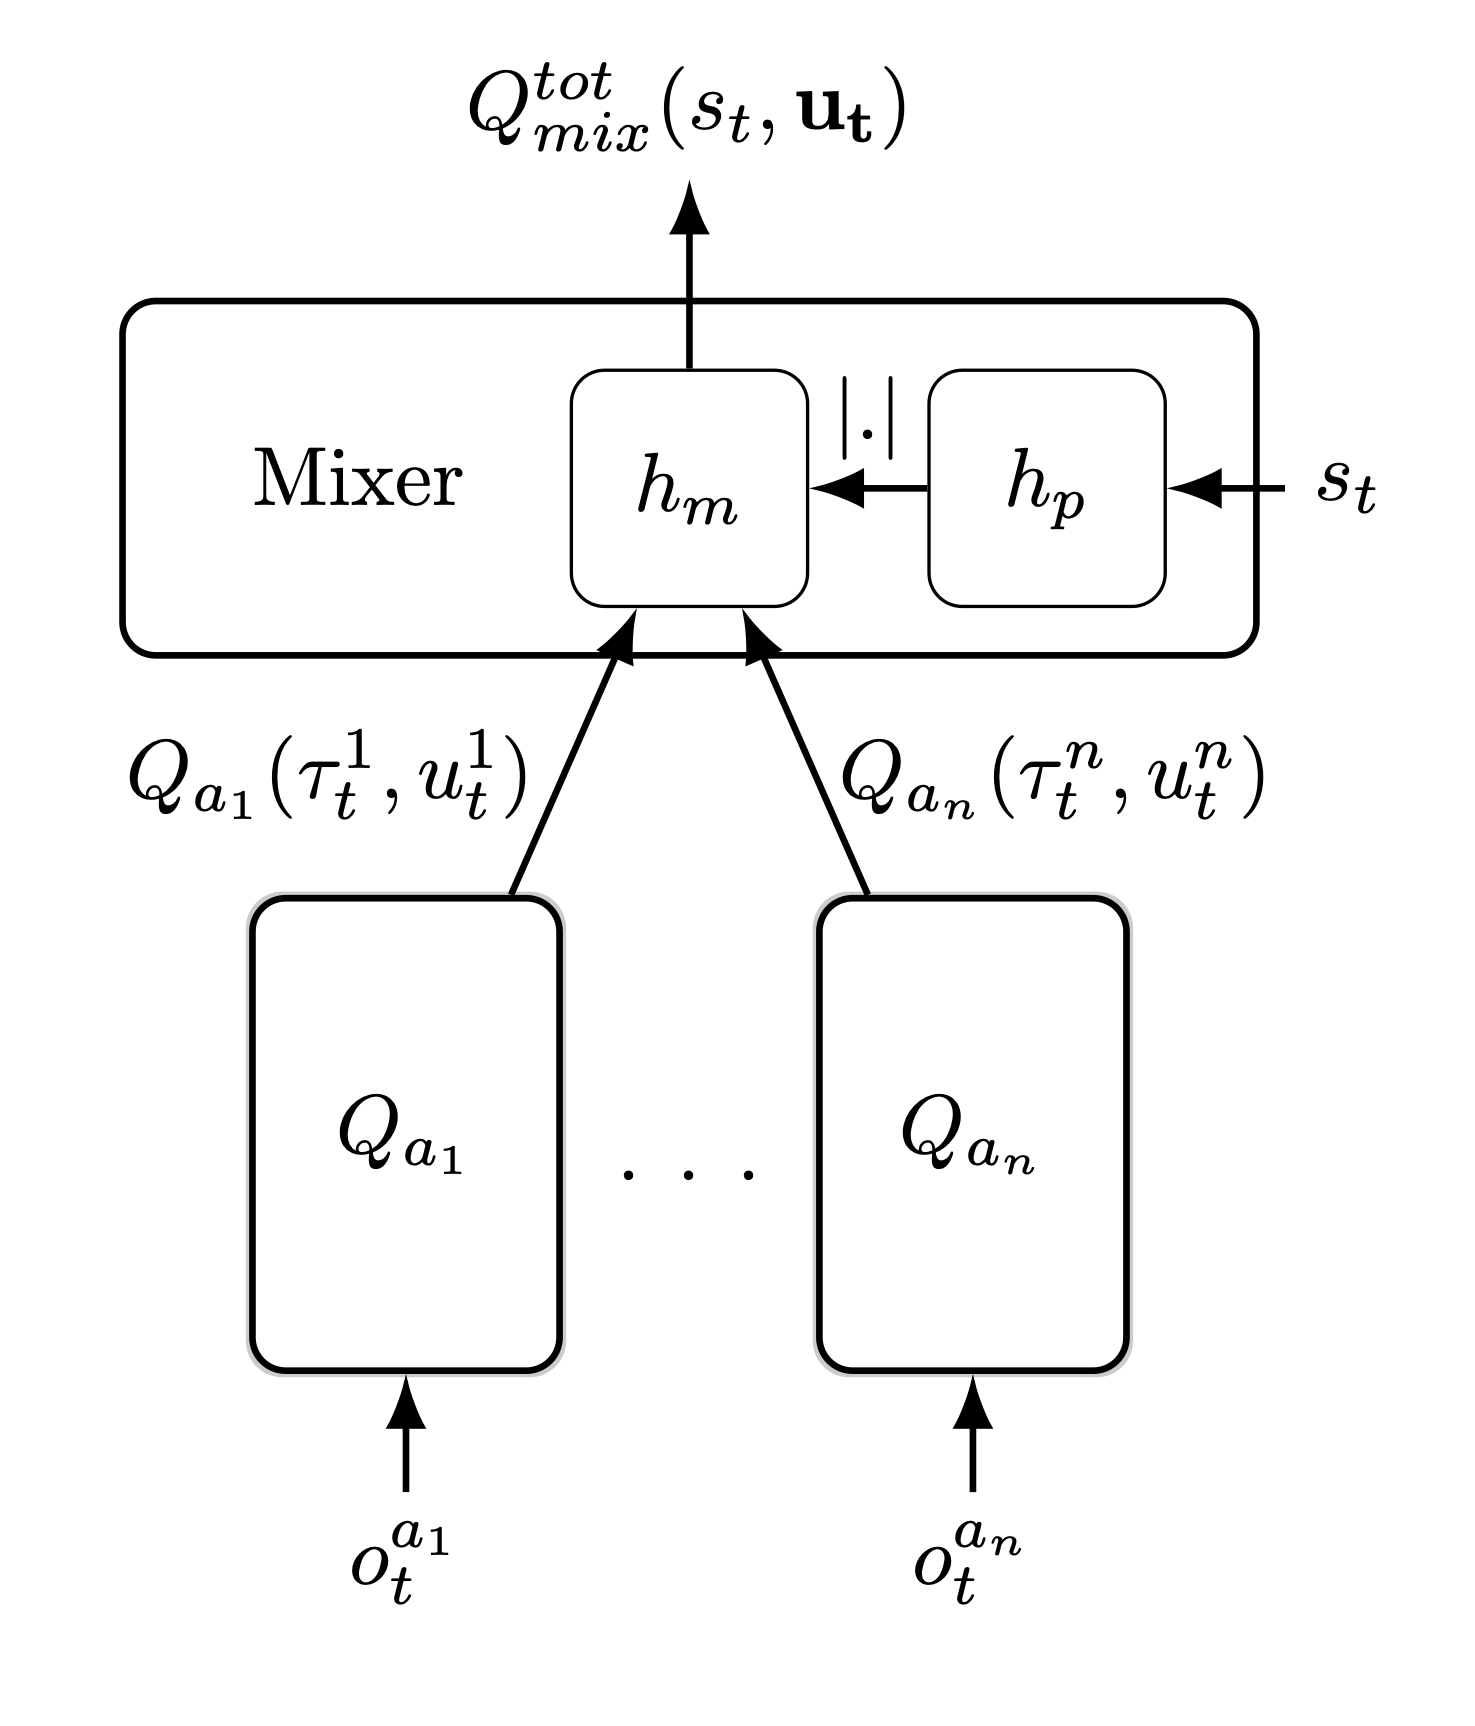 $Q_{mix}^{tot}(s_t, \mathbf{u_t})$
|.|
Mixer $h_m$ $h_p$ $s_t$
$Q_{a_1}(\tau_t^1, u_t^1)$ $Q_{a_n}(\tau_t^n, u_t^n)$
$Q_{a_1}$ . . . $Q_{a_n}$
$o_t^{a_1}$ $o_t^{a_n}$